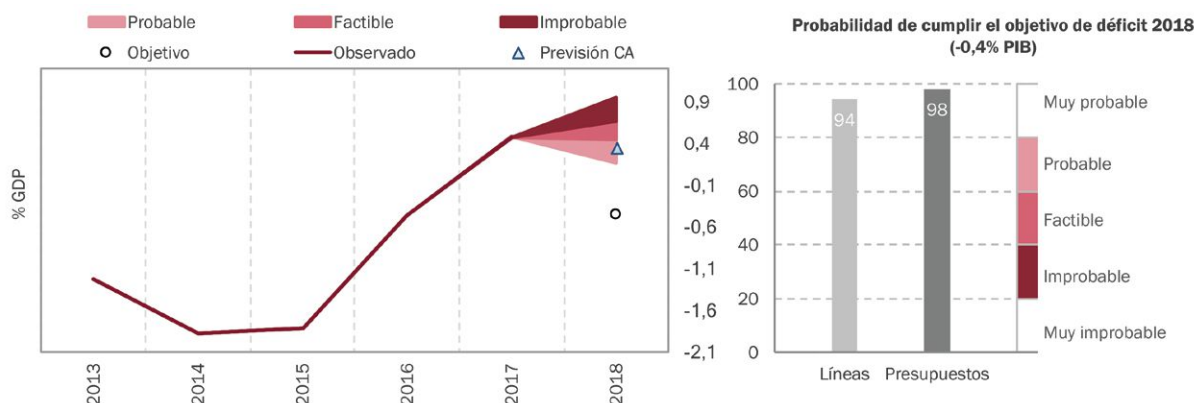 Probable Factible Improbable
Objetivo Observado Previsión CA
% GDP
0,9
0,4
-0,1
-0,6
-1,1
-1,6
-2,1
2013 2014 2015 2016 2017 2018
Probabilidad de cumplir el objetivo de déficit 2018
(-0,4% PIB)
100
80
60
40
20
0
94 98
Líneas Presupuestos
Muy probable
Probable
Factible
Improbable
Muy improbable